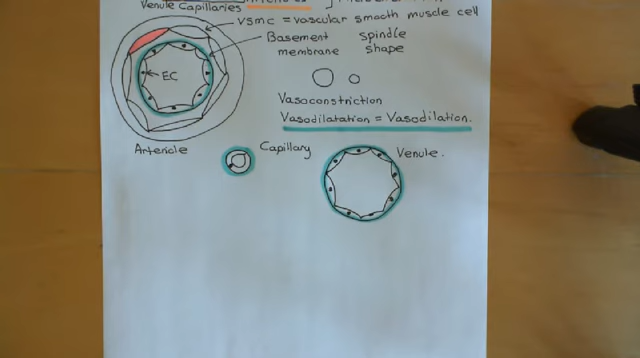 Venule Capillaries
VSMC = vascular smooth muscle cell
Basement spindle
membrane shape
EC
Vasoconstriction
Vasodilatation = Vasodilation.
Arteriole
Capillary
Venule.